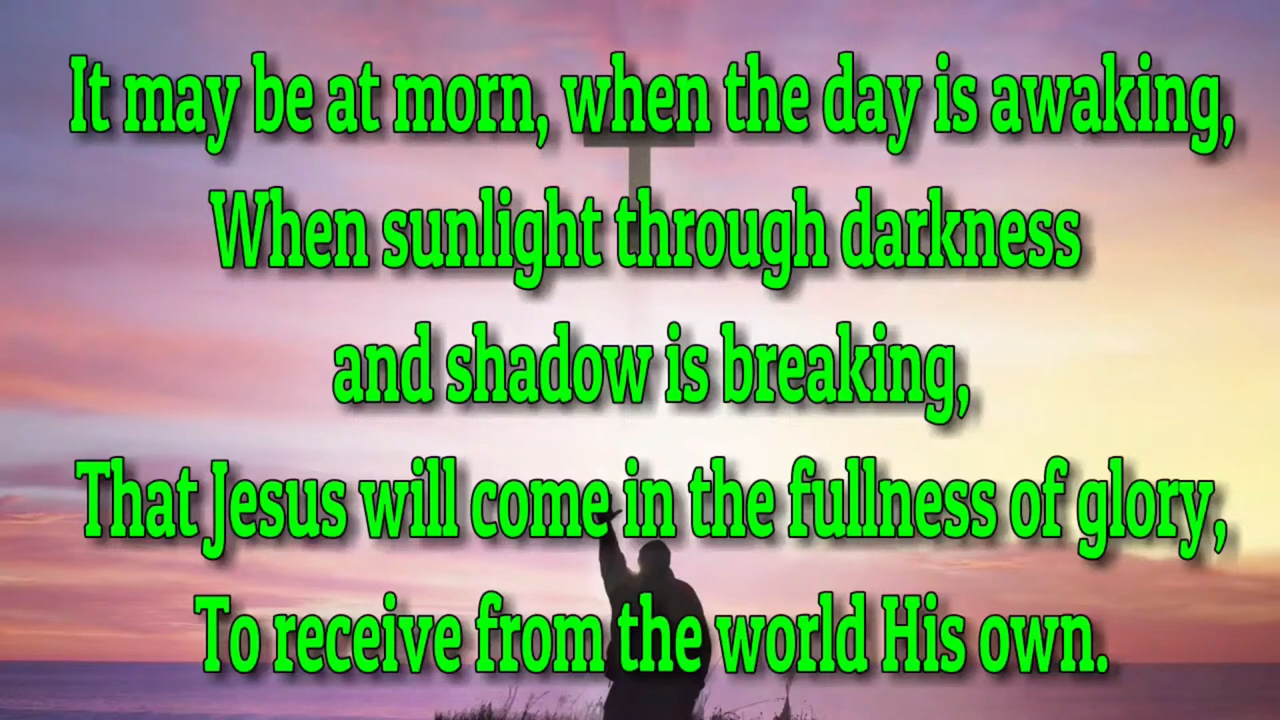 It may be at morn, when the day is awaking,
When sunlight through darkness
and shadow is breaking,
That Jesus will come in the fullness of glory,
To receive from the world His own.